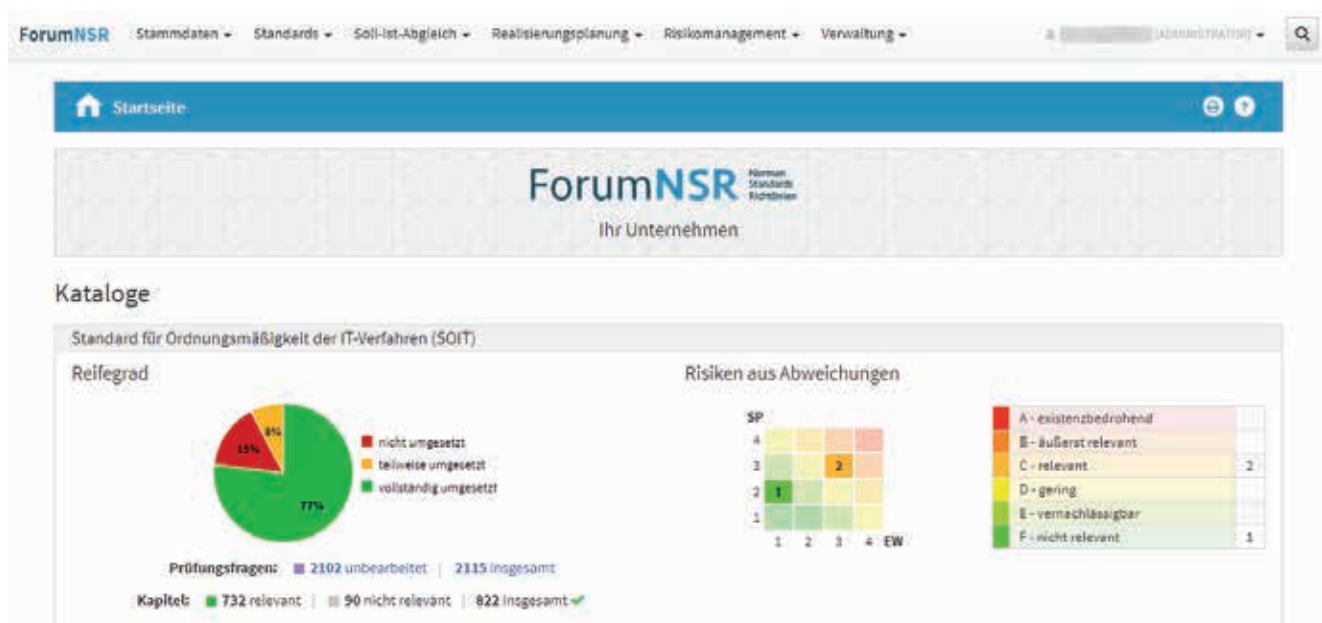 ForumNSR Stammdaten Standards Soll-Ist-Abgleich Realisierungsplanung Risikomanagement Verwaltung [ADMINISTRATOR]
Startseite
ForumNSR Normen Standards Richtlinien
Ihr Unternehmen
Kataloge
Standard für Ordnungsmäßigkeit der IT-Verfahren (SOIT)
Reifegrad
15%
8%
77%
nicht umgesetzt
teilweise umgesetzt
vollständig umgesetzt
Prüfungsfragen: 2102 unbearbeitet | 2115 insgesamt
Kapitel: 732 relevant | 90 nicht relevant | 822 insgesamt
Risiken aus Abweichungen
SP
4
3 2
2 1
1
1 2 3 4 EW
A - existenzbedrohend
B - äußerst relevant
C - relevant 2
D - gering
E - vernachlässigbar
F - nicht relevant 1